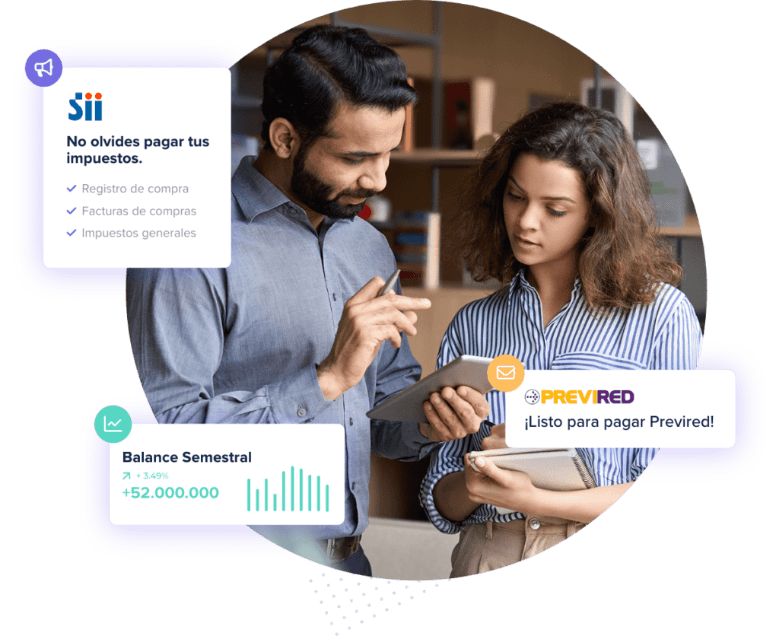 Sii
No olvides pagar tus
impuestos.
Registro de compra
Facturas de compras
Impuestos generales
PREVIRED
¡Listo para pagar Previred!
Balance Semestral
+ 3.49%
+52.000.000